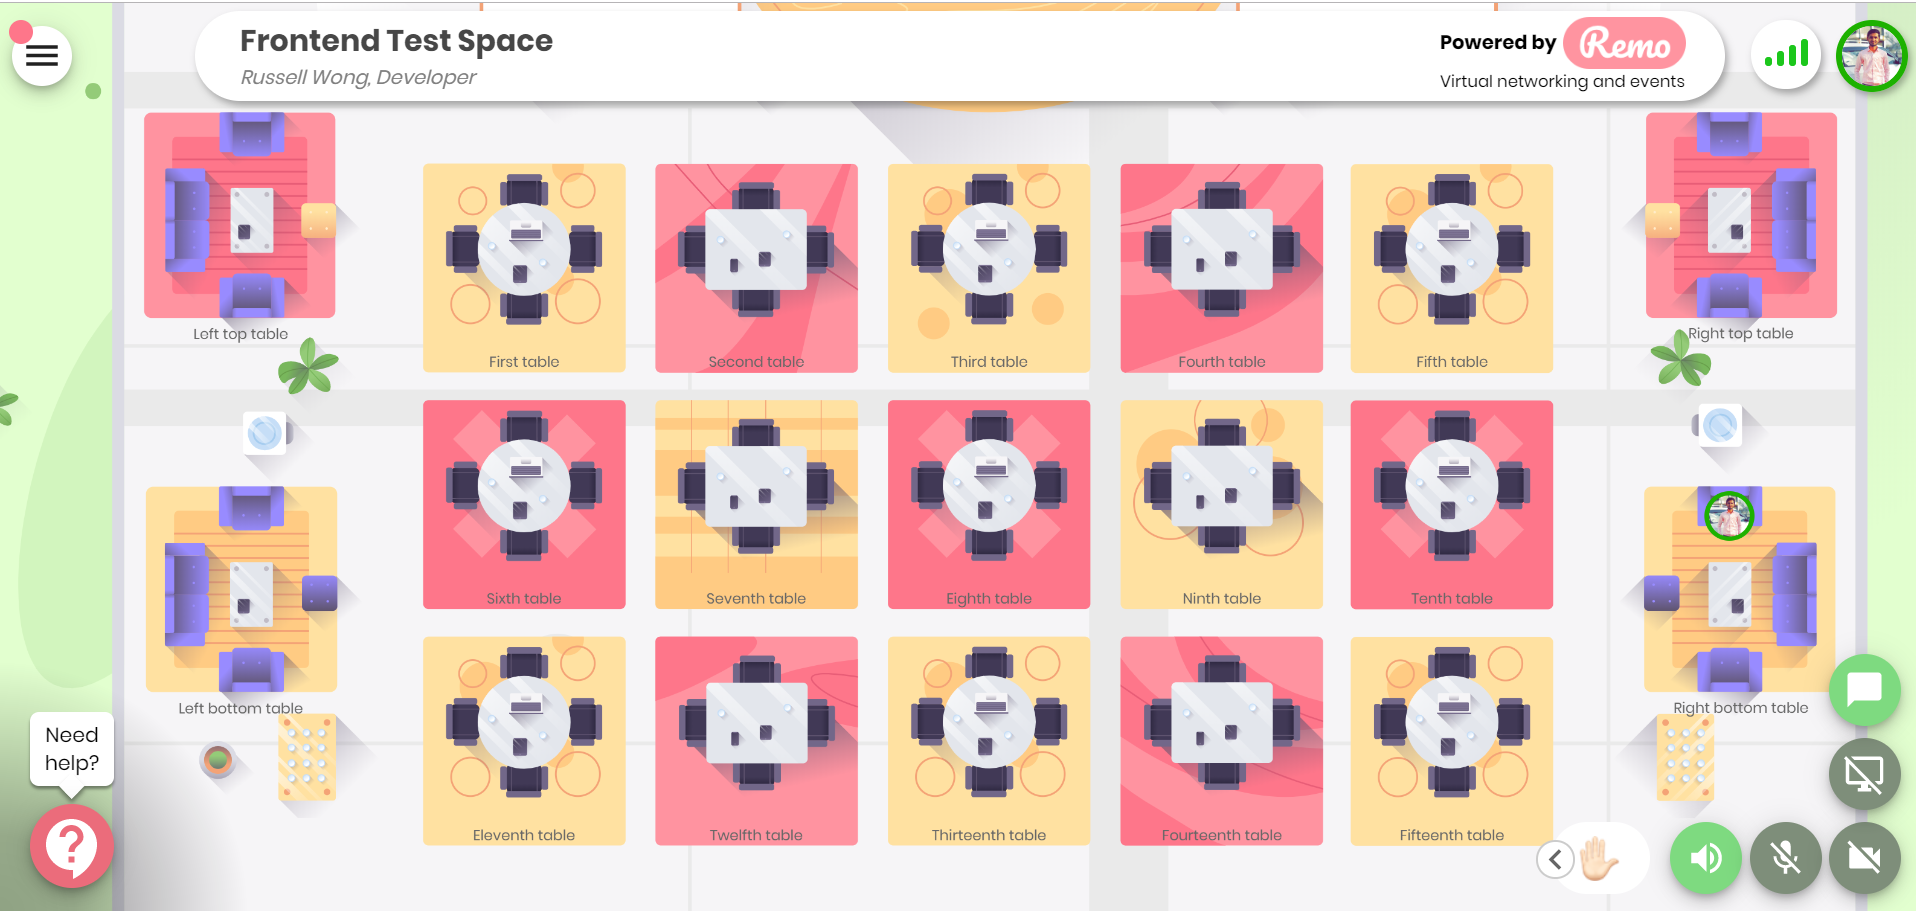 Frontend Test Space
Russell Wong, Developer
Powered by Remo
Virtual networking and events
Left top table
Right top table
First table
Second table
Third table
Fourth table
Fifth table
Sixth table
Seventh table
Eighth table
Ninth table
Tenth table
Left bottom table
Right bottom table
Need
help?
?
Eleventh table
Twelfth table
Thirteenth table
Fourteenth table
Fifteenth table